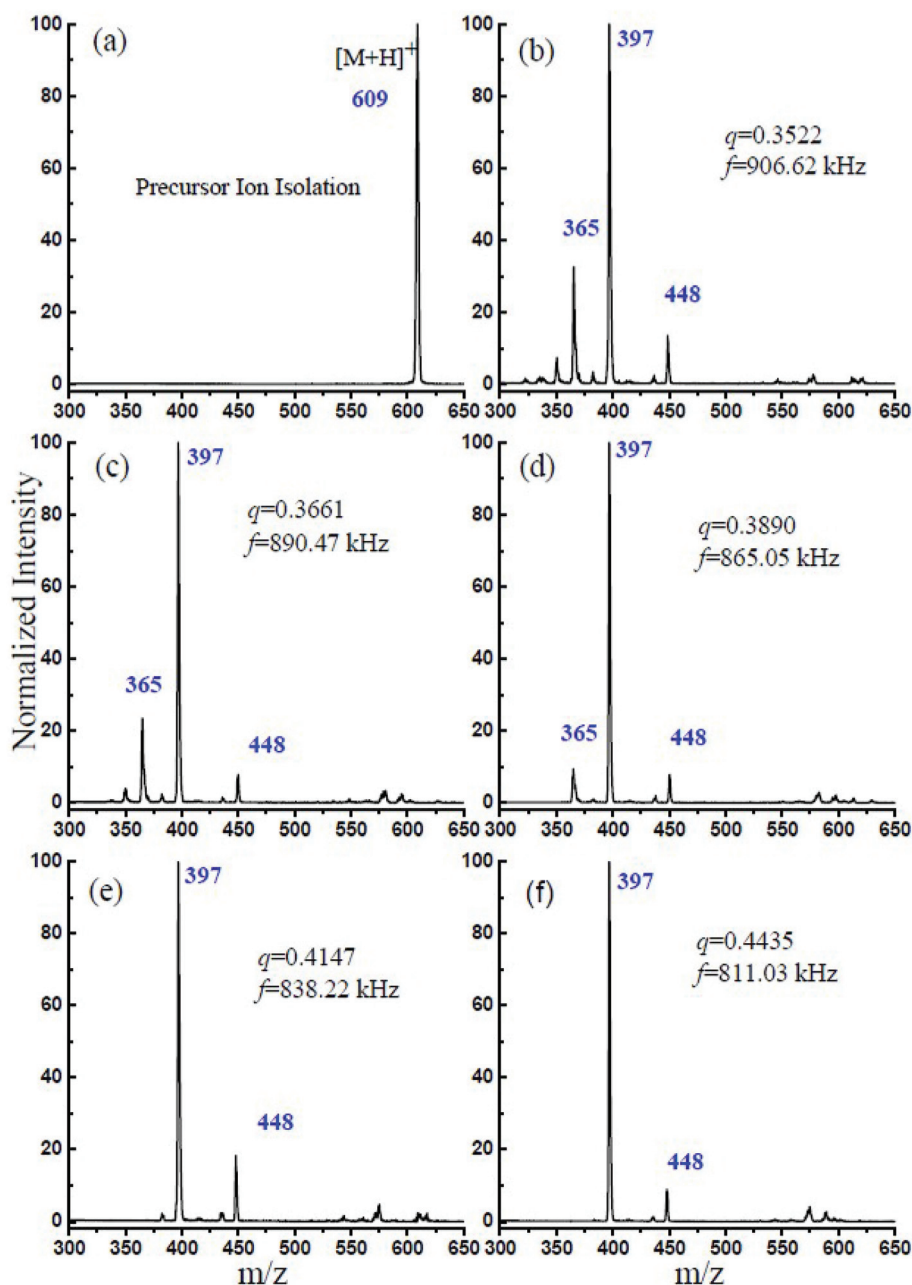 (a)
[M+H]+
609
Precursor Ion Isolation
100
80
60
40
20
0
300 350 400 450 500 550 600 650
(b)
397
q=0.3522
f=906.62 kHz
365
448
100
80
60
40
20
0
300 350 400 450 500 550 600 650
Normalized Intensity
(c)
397
q=0.3661
f=890.47 kHz
365
448
100
80
60
40
20
0
300 350 400 450 500 550 600 650
(d)
397
q=0.3890
f=865.05 kHz
365
448
100
80
60
40
20
0
300 350 400 450 500 550 600 650
(e)
397
q=0.4147
f=838.22 kHz
448
100
80
60
40
20
0
300 350 400 450 500 550 600 650
m/z
(f)
397
q=0.4435
f=811.03 kHz
448
100
80
60
40
20
0
300 350 400 450 500 550 600 650
m/z